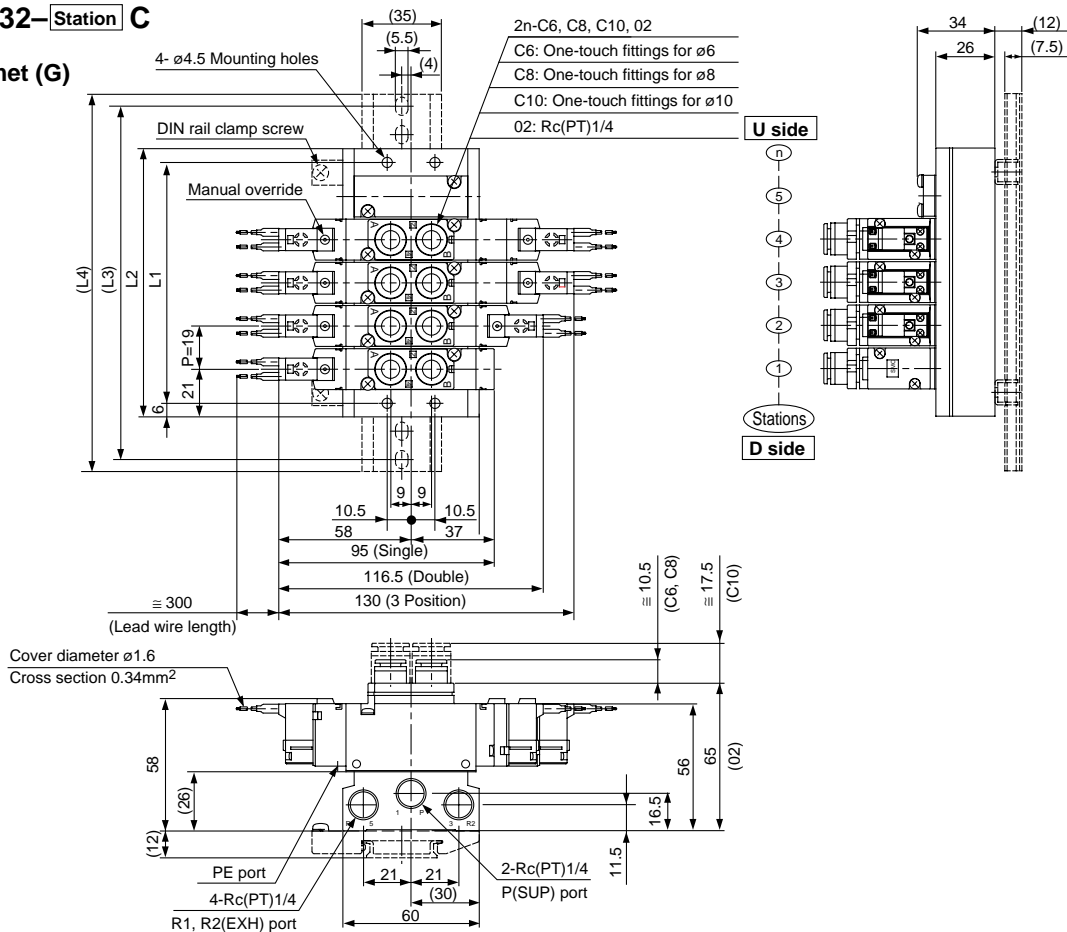 32–Station C
net (G)
(35)
(5.5)
(4)
4- ø4.5 Mounting holes
DIN rail clamp screw
Manual override
2n-C6, C8, C10, 02
C6: One-touch fittings for ø6
C8: One-touch fittings for ø8
C10: One-touch fittings for ø10
02: Rc(PT)1/4
U side
n
5
4
3
2
1
Stations
D side
34
(12)
26
(7.5)
SMC
(L4)
(L3)
L2
L1
P=19
21
6
A
B
A
B
A
B
A
B
9
9
10.5
10.5
58
37
95 (Single)
116.5 (Double)
130 (3 Position)
≅ 300
(Lead wire length)
≅ 10.5
(C6, C8)
≅ 17.5
(C10)
Cover diameter ø1.6
Cross section 0.34mm2
58
(26)
(12)
56
65
(02)
16.5
11.5
5
1
P
3
R2
PE port
4-Rc(PT)1/4
R1, R2(EXH) port
21
21
(30)
60
2-Rc(PT)1/4
P(SUP) port